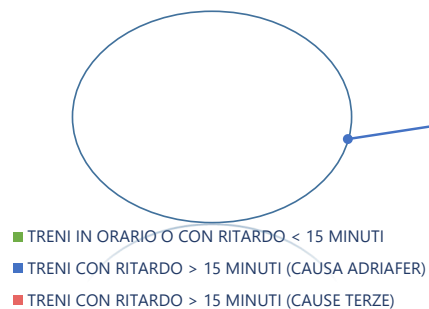 TRENI IN ORARIO O CON RITARDO < 15 MINUTI
TRENI CON RITARDO > 15 MINUTI (CAUSA ADRIAFER)
TRENI CON RITARDO > 15 MINUTI (CAUSE TERZE)